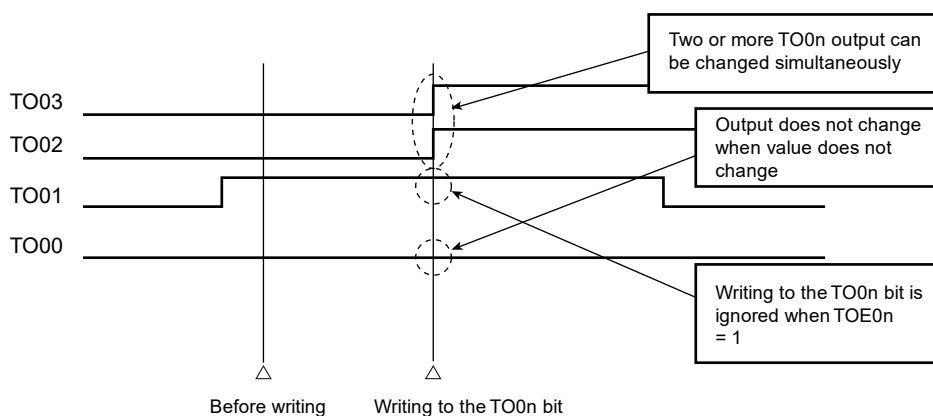 Two or more TO0n output can
be changed simultaneously
TO03
TO02
Output does not change
when value does not
change
TO01
TO00
Writing to the TO0n bit is
ignored when TOE0n
= 1
Before writing
Writing to the TO0n bit